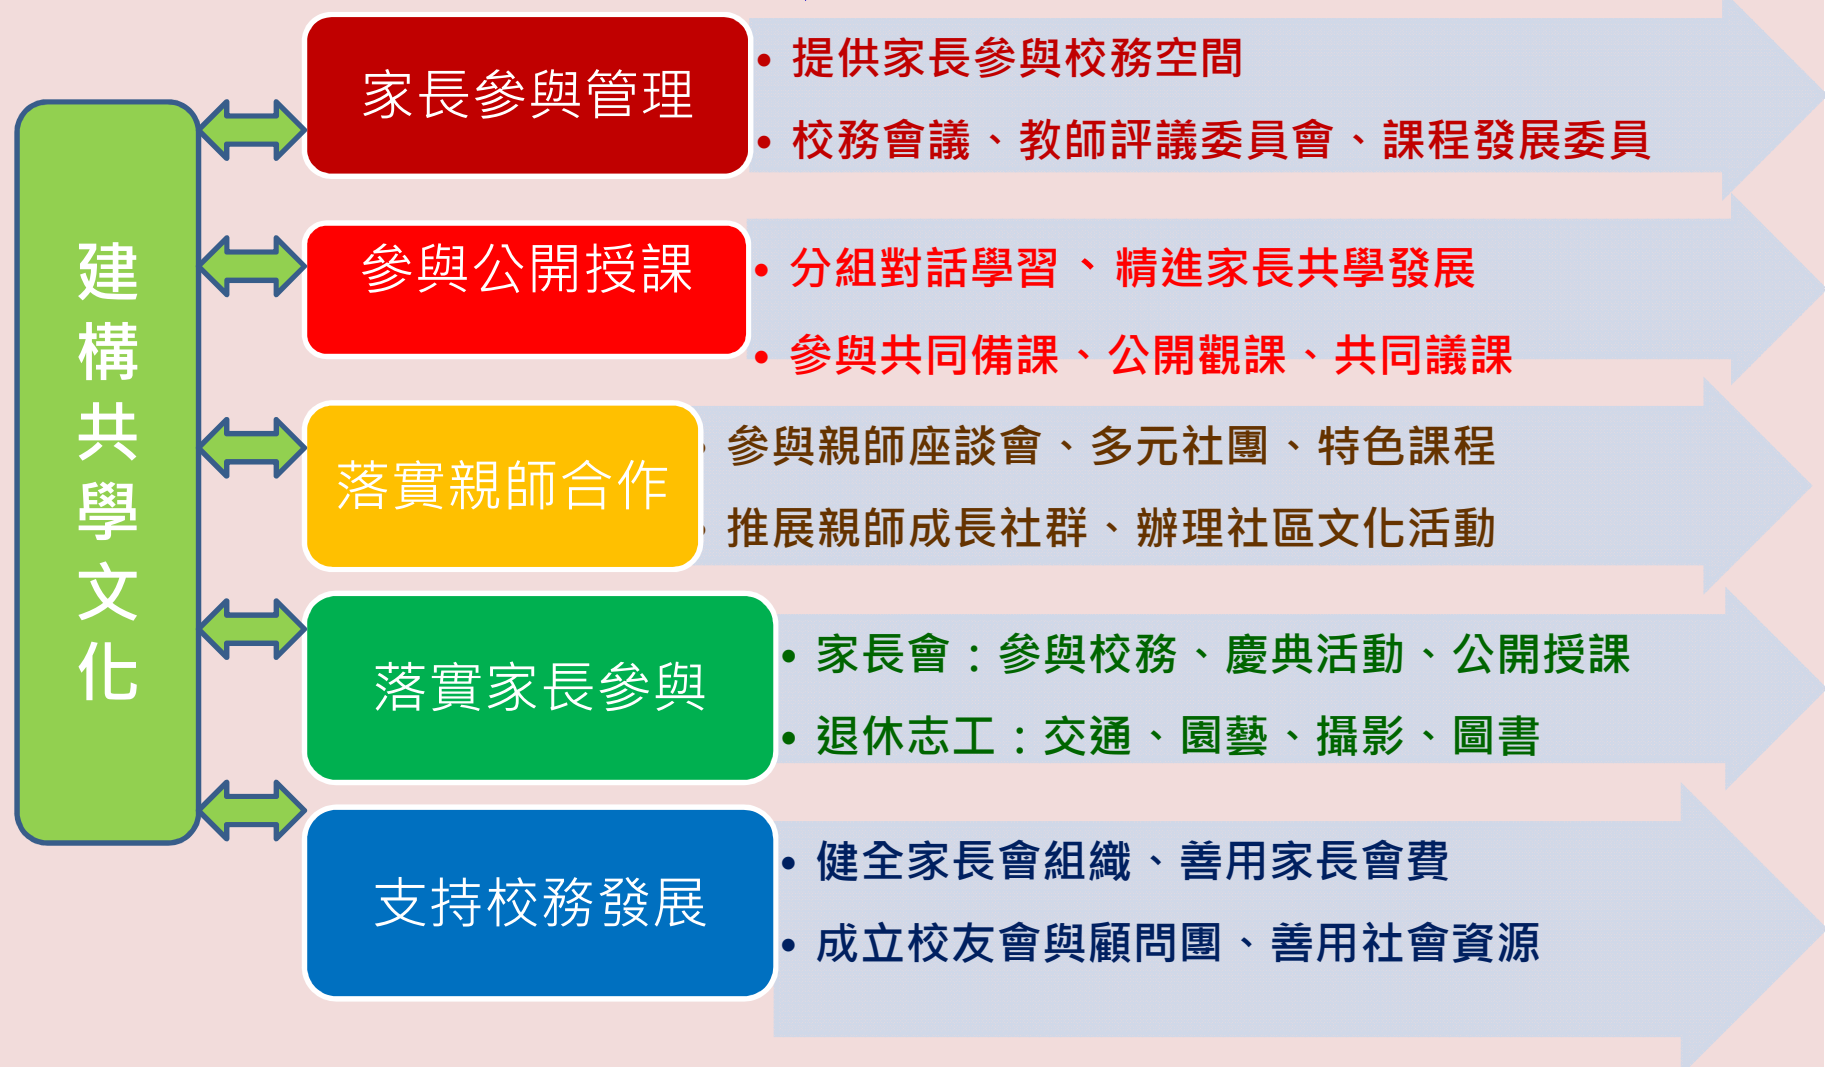 建構共學文化
家長參與管理
• 提供家長參與校務空間
• 校務會議、教師評議委員會、課程發展委員
參與公開授課
• 分組對話學習、精進家長共學發展
• 參與共同備課、公開觀課、共同議課
落實親師合作
• 參與親師座談會、多元社團、特色課程
• 推展親師成長社群、辦理社區文化活動
落實家長參與
• 家長會：參與校務、慶典活動、公開授課
• 退休志工：交通、園藝、攝影、圖書
支持校務發展
• 健全家長會組織、善用家長會費
• 成立校友會與顧問團、善用社會資源